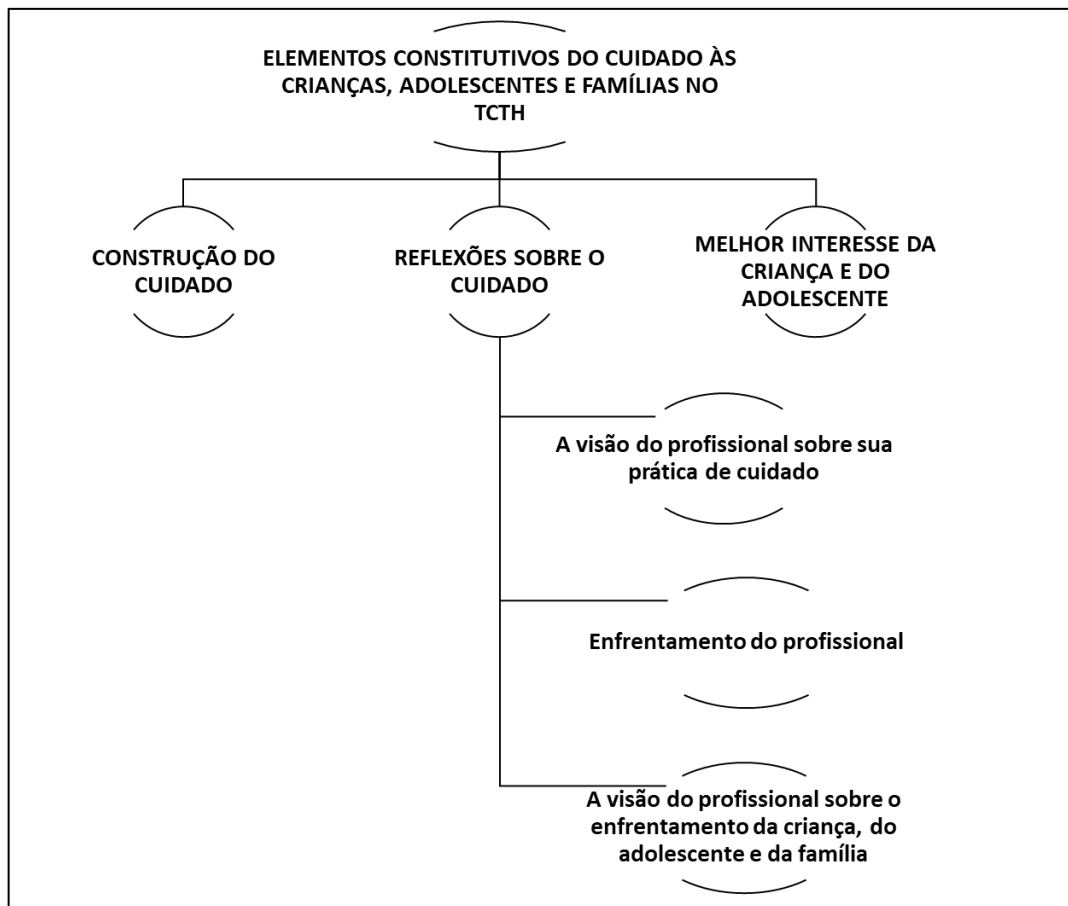 ELEMENTOS CONSTITUTIVOS DO CUIDADO ÀS
CRIANÇAS, ADOLESCENTES E FAMÍLIAS NO
TCTH
CONSTRUÇÃO DO
CUIDADO
REFLEXÕES SOBRE O
CUIDADO
MELHOR INTERESSE DA
CRIANÇA E DO
ADOLESCENTE
A visão do profissional sobre sua
prática de cuidado
Enfrentamento do profissional
A visão do profissional sobre o
enfrentamento da criança, do
adolescente e da família